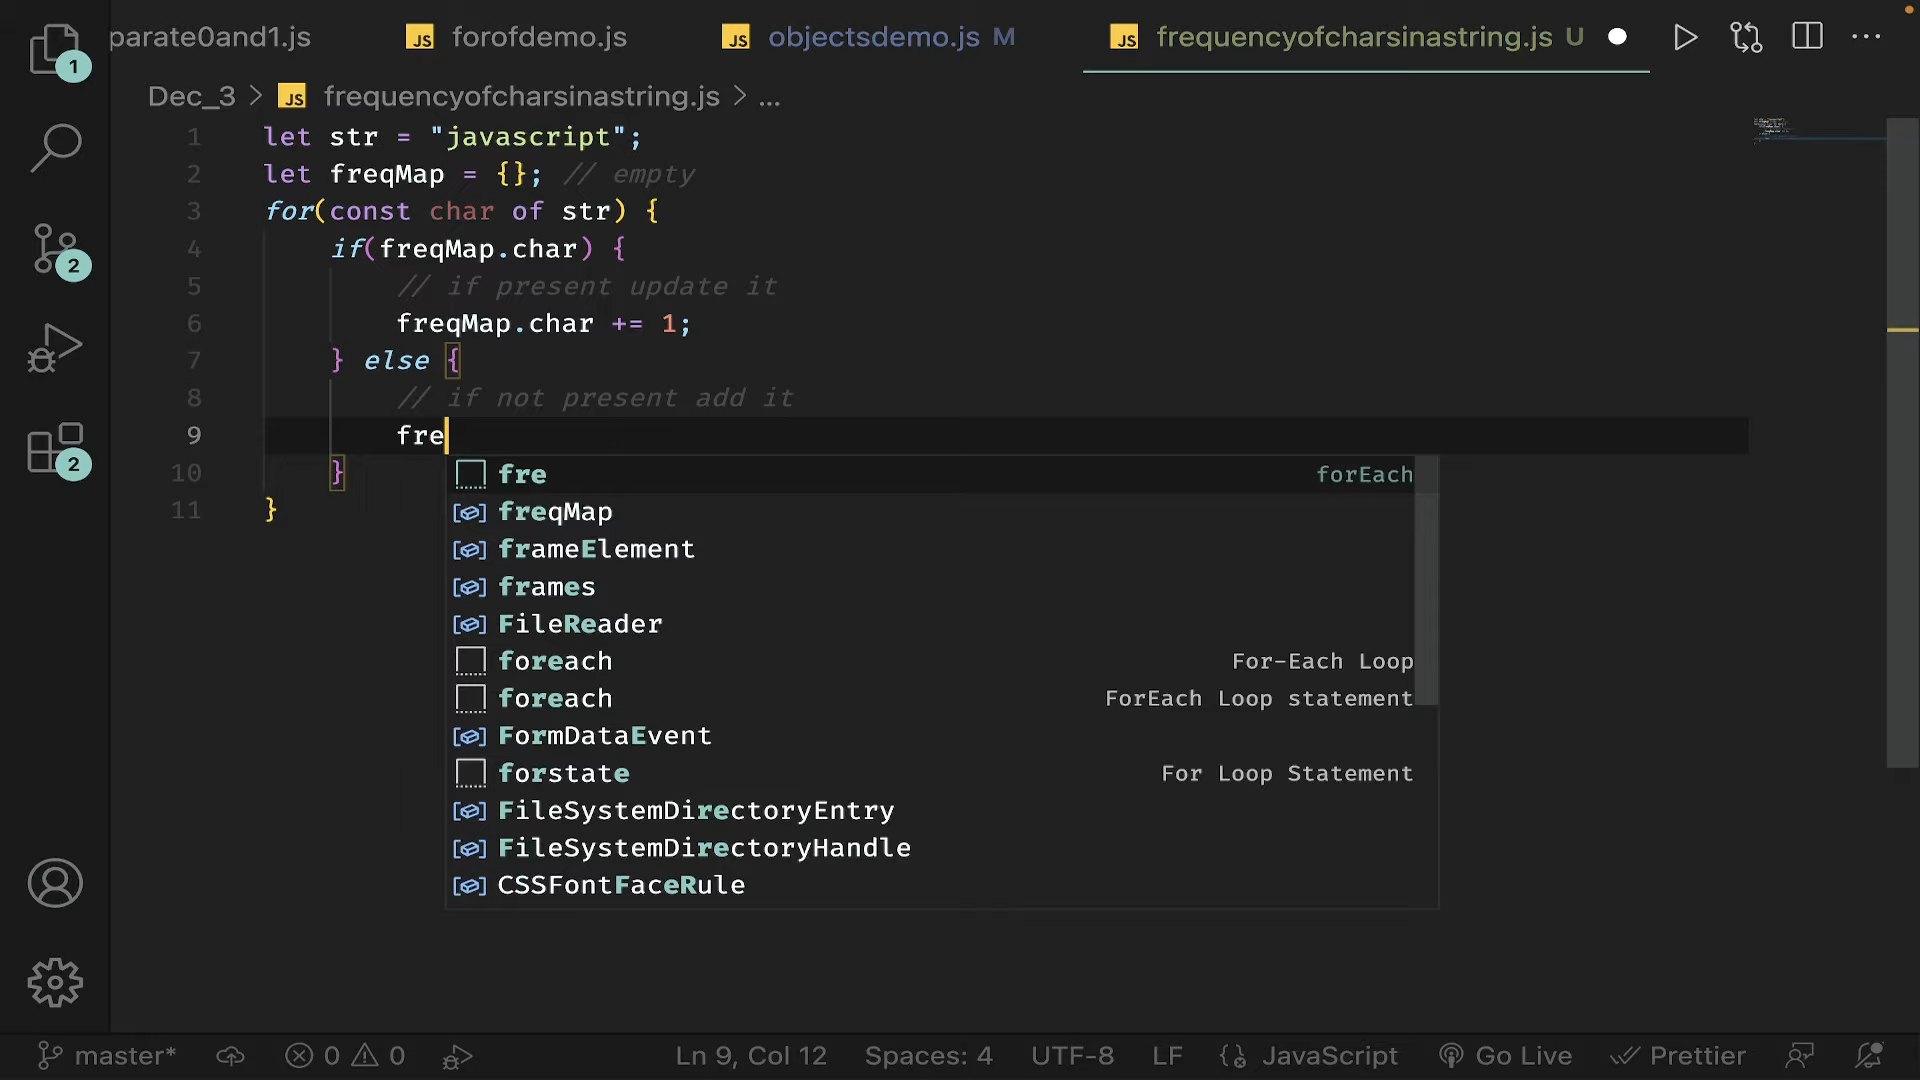 parate0and1.js JS forofdemo.js JS objectsdemo.js M JS frequencyofcharsinastring.js U
1
Dec_3 > JS frequencyofcharsinastring.js > ...
1 let str = "javascript";
2 let freqMap = {}; // empty
3 for(const char of str) {
4 if(freqMap.char) {
5 // if present update it
6 freqMap.char += 1;
7 } else {
8 // if not present add it
9 fre
10 }
11 }
2
2
fre forEach
freqMap
frameElement
frames
FileReader
foreach For-Each Loop
foreach ForEach Loop statement
FormDataEvent
forstate For Loop Statement
FileSystemDirectoryEntry
FileSystemDirectoryHandle
CSSFontFaceRule
master* 0 0 Ln 9, Col 12 Spaces: 4 UTF-8 LF {} JavaScript Go Live Prettier